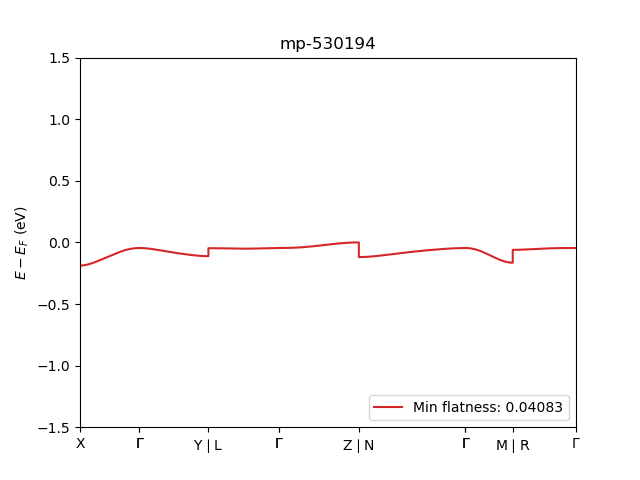 mp-530194
E − E_F (eV)
1.5
1.0
0.5
0.0
−0.5
−1.0
−1.5
Min flatness: 0.04083
X Γ Y | L Γ Z | N Γ M | R Γ